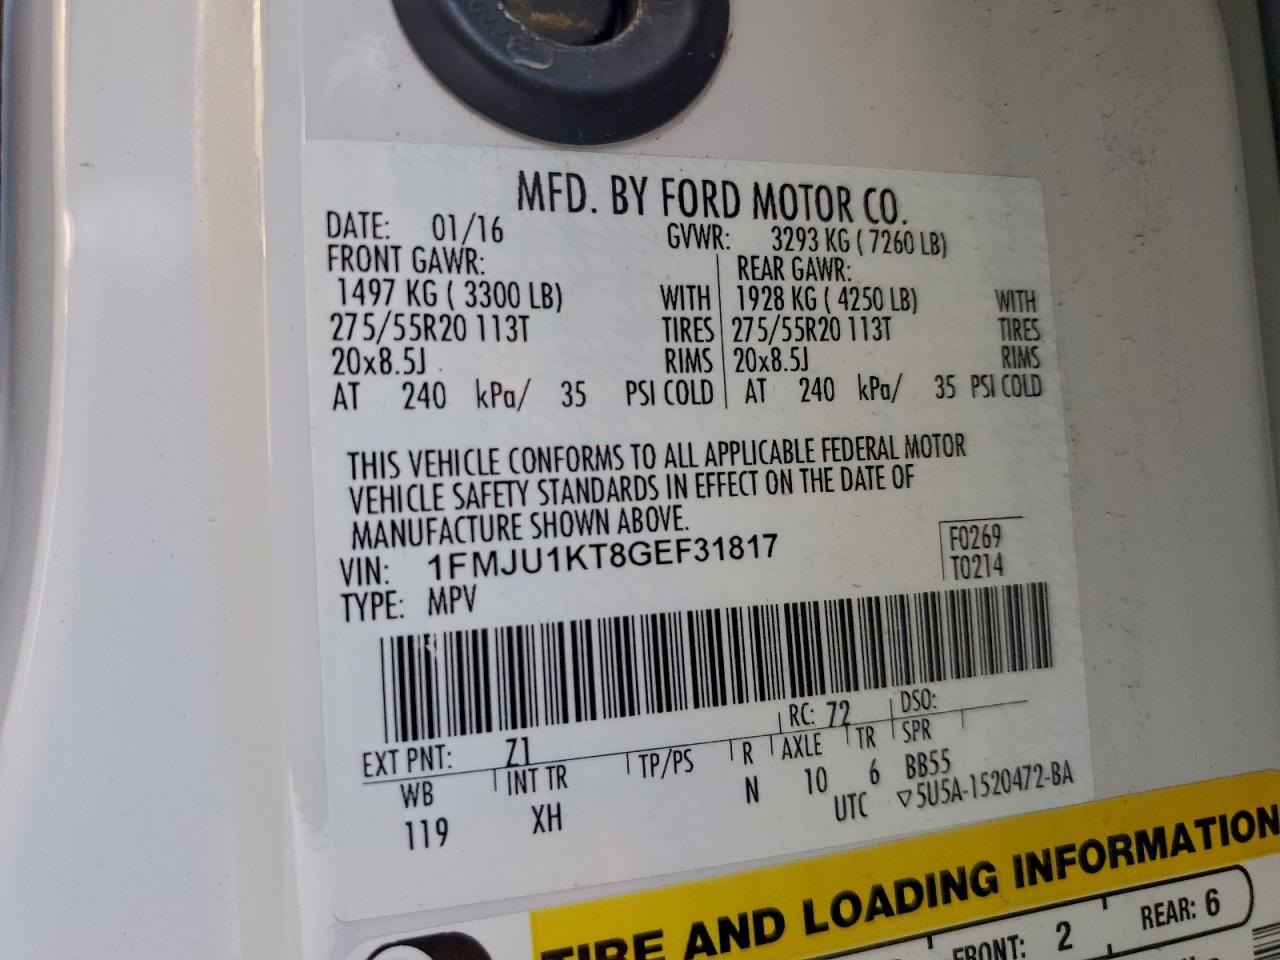 MFD. BY FORD MOTOR CO.
DATE: 01/16 GVWR: 3293 KG ( 7260 LB)
FRONT GAWR: REAR GAWR:
1497 KG ( 3300 LB) WITH 1928 KG ( 4250 LB) WITH
275/55R20 113T TIRES 275/55R20 113T TIRES
20x8.5J RIMS 20x8.5J RIMS
AT 240 kPa/ 35 PSI COLD AT 240 kPa/ 35 PSI COLD
THIS VEHICLE CONFORMS TO ALL APPLICABLE FEDERAL MOTOR
VEHICLE SAFETY STANDARDS IN EFFECT ON THE DATE OF
MANUFACTURE SHOWN ABOVE.
VIN: 1FMJU1KT8GEF31817 F0269
TYPE: MPV T0214
EXT PNT: Z1 RC: 72 DSO:
WB INT TR TP/PS R AXLE TR SPR
119 XH N 10 6 BB55
UTC ▽5U5A-1520472-BA
TIRE AND LOADING INFORMATION
FRONT: 2 REAR: 6